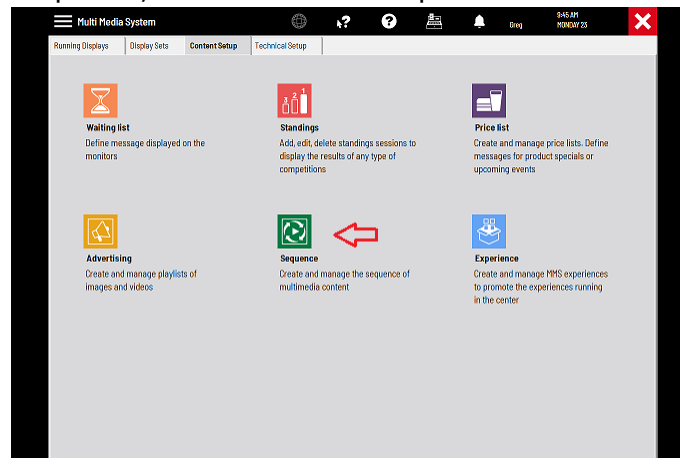 Multi Media System
Greg
9:45 AM
MONDAY 23
Running Displays
Display Sets
Content Setup
Technical Setup
Waiting list
Define message displayed on the
monitors
3 2 1
Standings
Add, edit, delete standings sessions to
display the results of any type of
competitions
Price list
Create and manage price lists. Define
messages for product specials or
upcoming events
Advertising
Create and manage playlists of
images and videos
Sequence
Create and manage the sequence of
multimedia content
Experience
Create and manage MMS experiences
to promote the experiences running
in the center